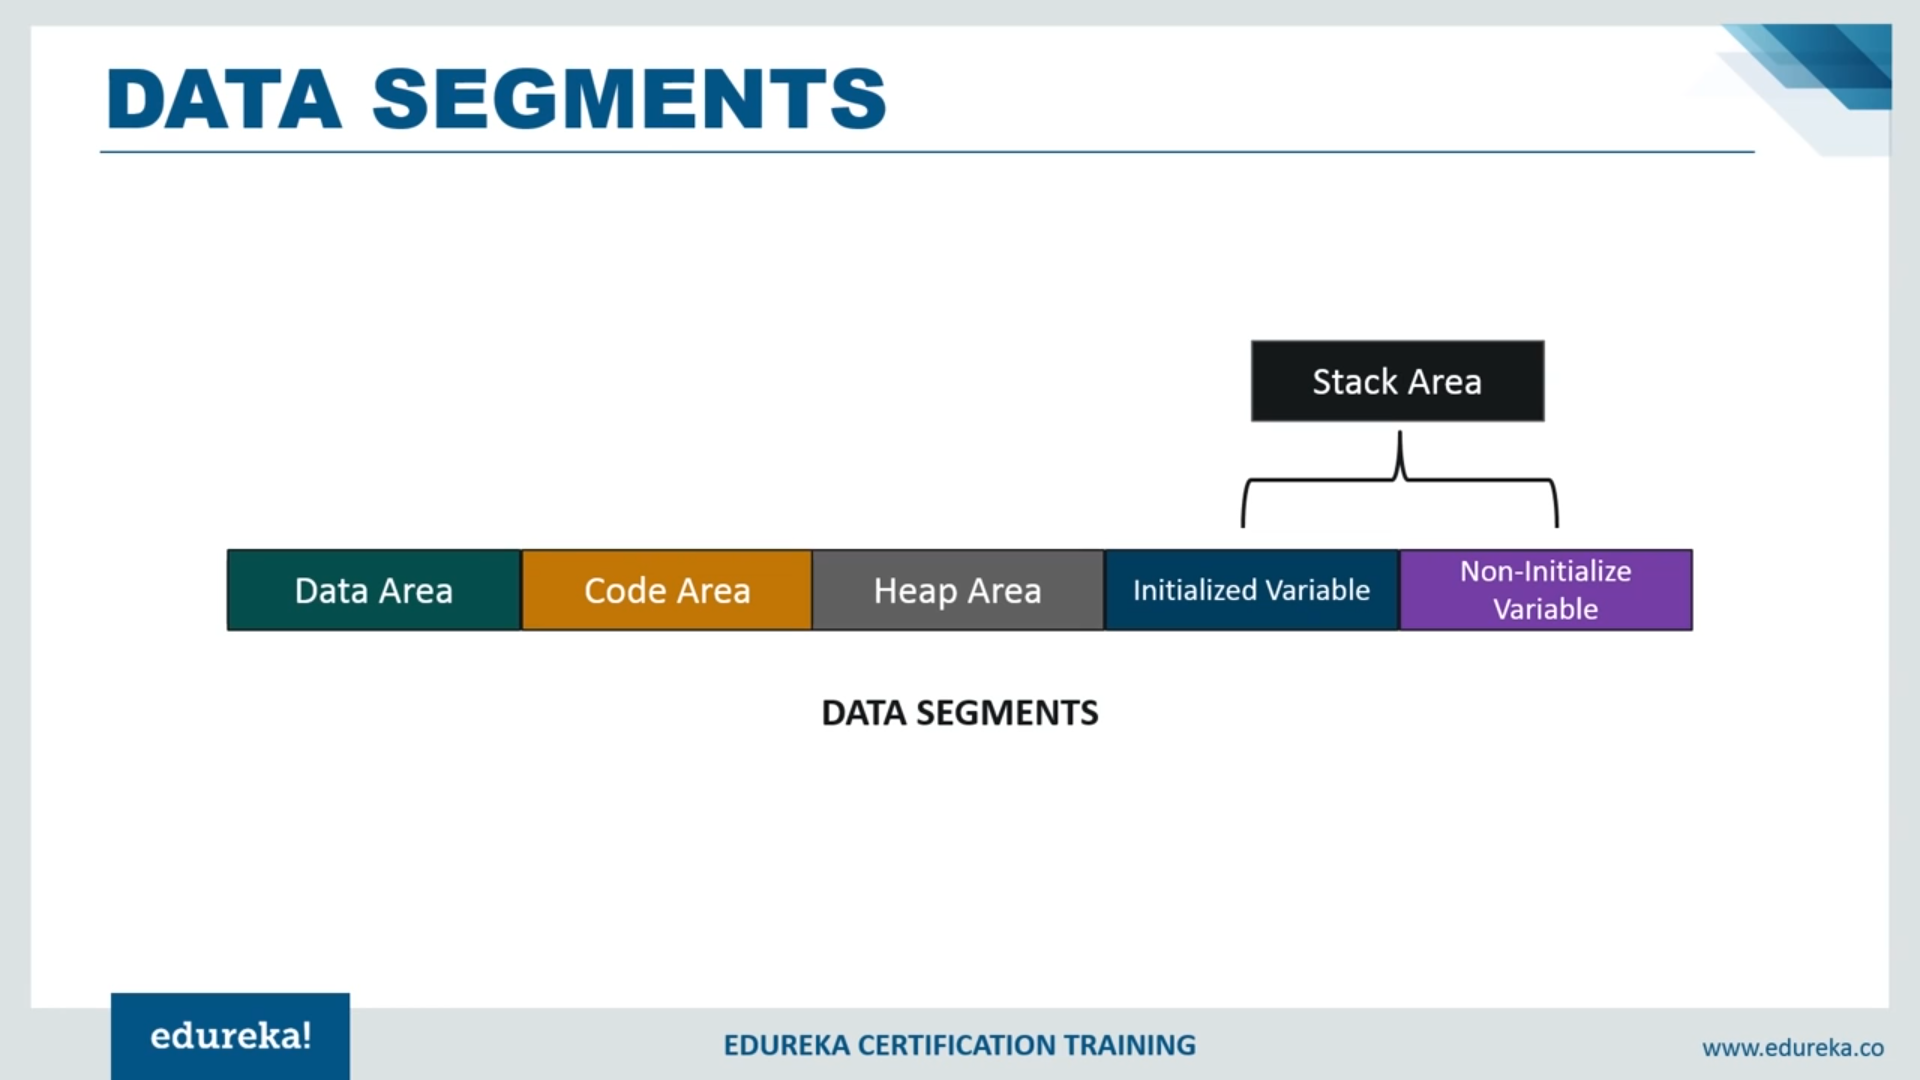 DATA SEGMENTS
Stack Area
Data Area
Code Area
Heap Area
Initialized Variable
Non-Initialize
Variable
DATA SEGMENTS
edureka!
EDUREKA CERTIFICATION TRAINING
www.edureka.co